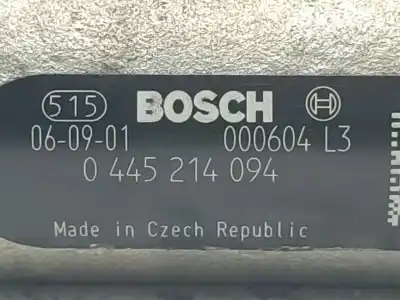 515 BOSCH
06-09-01 000604 L3
0 445 214 094
Made in Czech Republic